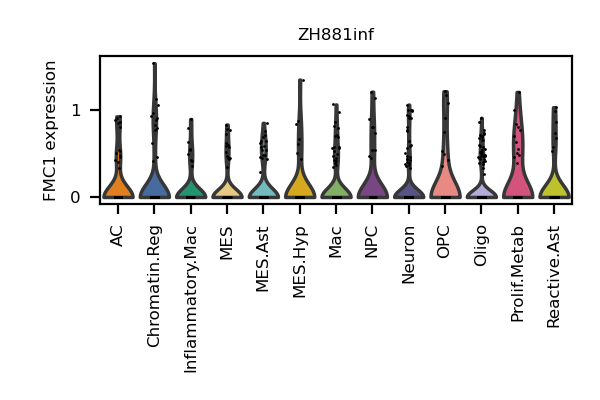 ZH881inf
FMC1 expression
1
0
AC
Chromatin.Reg
Inflammatory.Mac
MES
MES.Ast
MES.Hyp
Mac
NPC
Neuron
OPC
Oligo
Prolif.Metab
Reactive.Ast